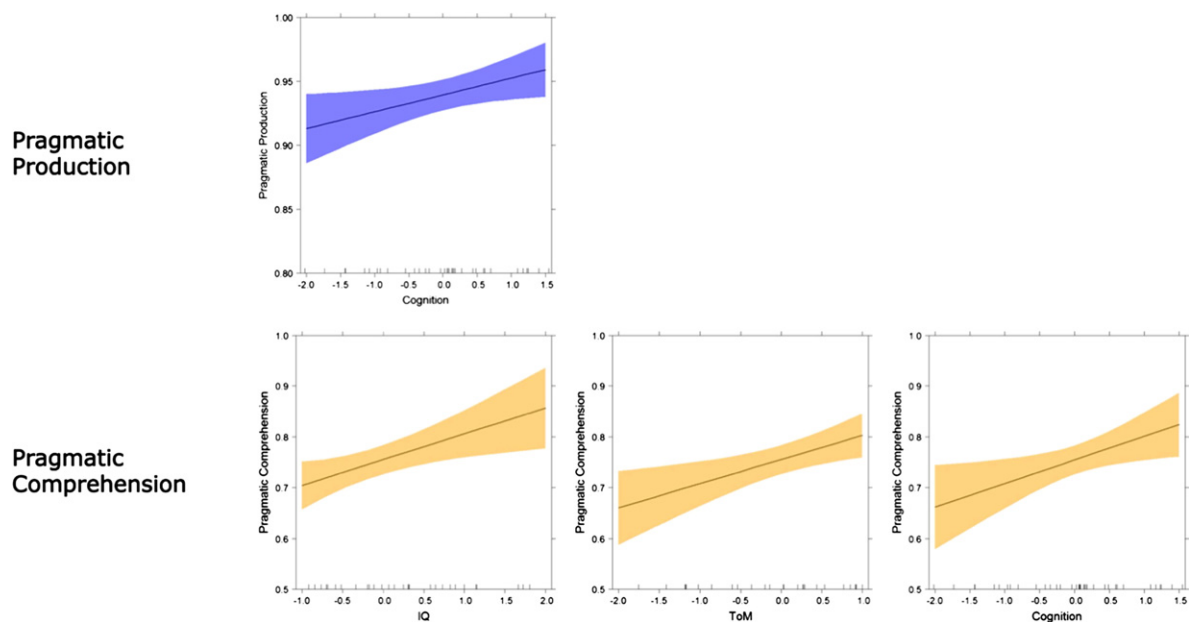 Pragmatic
Production
Pragmatic Production
1.00
0.95
0.90
0.85
0.80
-2.0 -1.5 -1.0 -0.5 0.0 0.5 1.0 1.5
Cognition
Pragmatic
Comprehension
Pragmatic Comprehension
1.0
0.9
0.8
0.7
0.6
0.5
-1.0 -0.5 0.0 0.5 1.0 1.5 2.0
IQ
Pragmatic Comprehension
1.0
0.9
0.8
0.7
0.6
0.5
-2.0 -1.5 -1.0 -0.5 0.0 0.5 1.0
ToM
Pragmatic Comprehension
1.0
0.9
0.8
0.7
0.6
0.5
-2.0 -1.5 -1.0 -0.5 0.0 0.5 1.0 1.5
Cognition